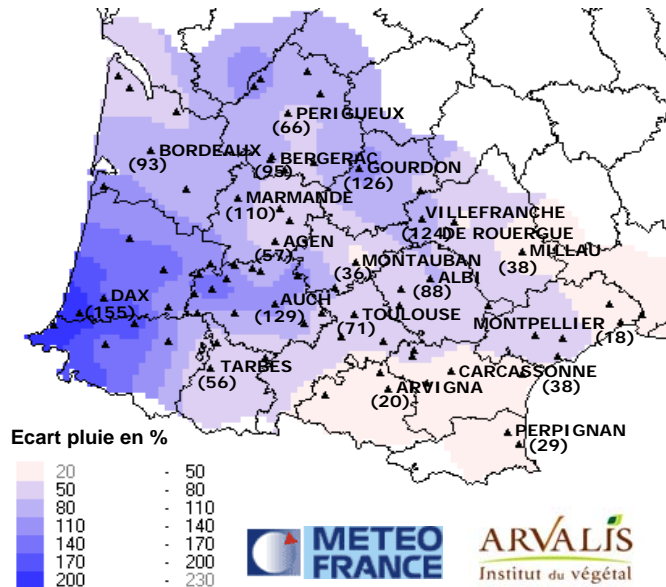 PERIGUEUX
(66)
BORDEAUX
(93)
BERGERAC
(95)
GOURDON
(126)
MARMANDE
(110)
VILLEFRANCHE
(124) DE ROUERGUE
AGEN
(57)
MILLAU
(38)
MONTAUBAN
(36)
ALBI
(88)
DAX
(155)
AUCH
(129)
TOULOUSE
(71)
MONTPELLIER
(18)
TARBES
(56)
CARCASSONNE
(38)
ARVIGNA
(20)
PERPIGNAN
(29)
Ecart pluie en %
20 - 50
50 - 80
80 - 110
110 - 140
140 - 170
170 - 200
200 - 230
METEO
FRANCE
ARVALIS
Institut du végétal